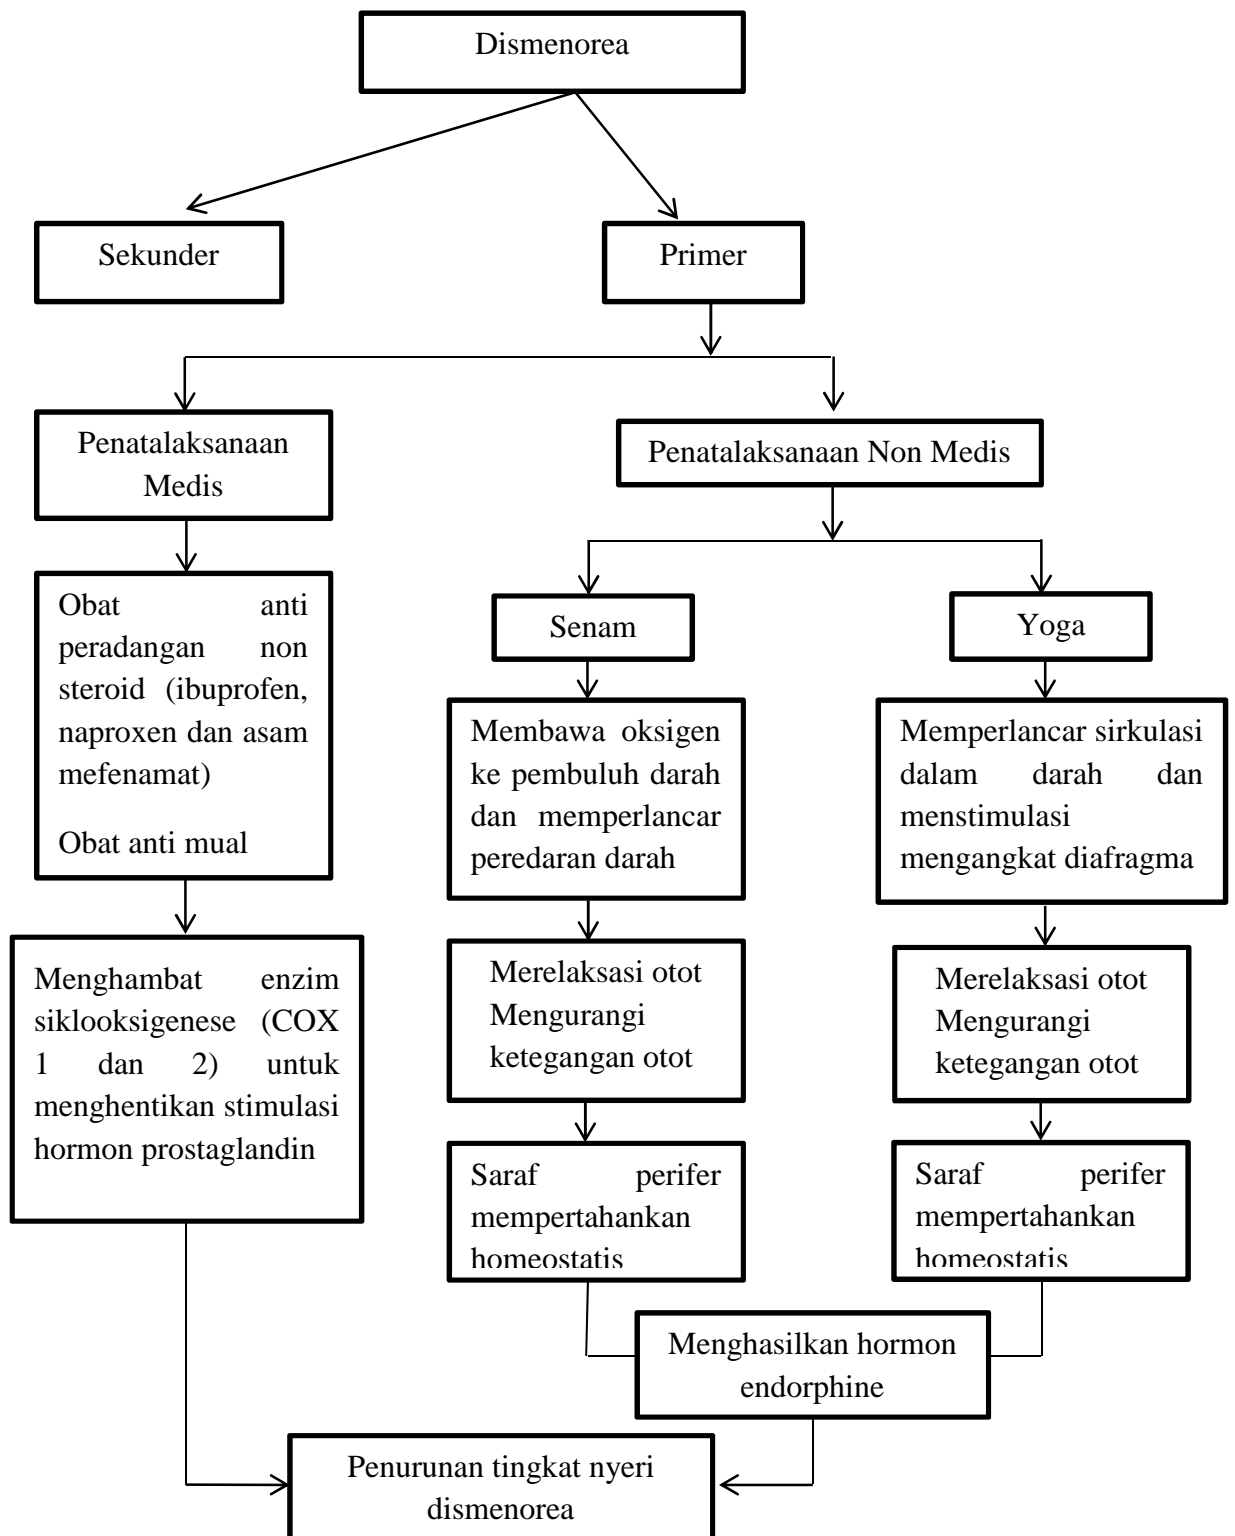 Dismenorea
Sekunder
Primer
Penatalaksanaan
Medis
Penatalaksanaan Non Medis
Obat anti
peradangan non
steroid (ibuprofen,
naproxen dan asam
mefenamat)
Obat anti mual
Senam
Yoga
Membawa oksigen
ke pembuluh darah
dan memperlancar
peredaran darah
Memperlancar sirkulasi
dalam darah dan
menstimulasi
mengangkat diafragma
Menghambat enzim
siklooksigenese (COX
1 dan 2) untuk
menghentikan stimulasi
hormon prostaglandin
Merelaksasi otot
Mengurangi
ketegangan otot
Merelaksasi otot
Mengurangi
ketegangan otot
Saraf perifer
mempertahankan
homeostatis
Saraf perifer
mempertahankan
homeostatis
Menghasilkan hormon
endorphine
Penurunan tingkat nyeri
dismenorea